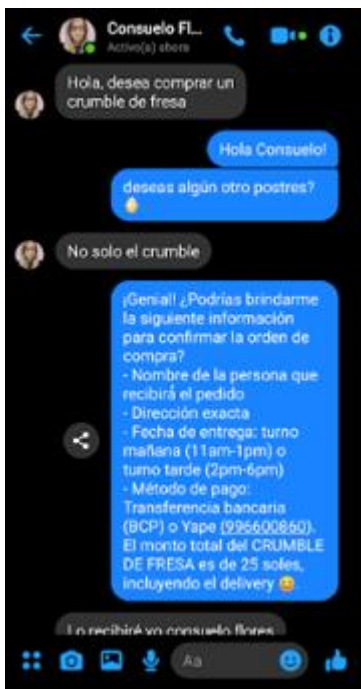 Consuelo Fl...
Activo(a) ahora
Hola, desea comprar un
crumble de fresa
Hola Consuelo!
deseas algún otro postres?
No solo el crumble
¡Genial! ¿Podrías brindarme
la siguiente información
para confirmar la orden de
compra?
- Nombre de la persona que
recibirá el pedido
- Dirección exacta
- Fecha de entrega: turno
mañana (11am-1pm) o
turno tarde (2pm-6pm)
- Método de pago:
Transferencia bancaria
(BCP) o Yape (996600860).
El monto total del CRUMBLE
DE FRESA es de 25 soles,
incluyendo el delivery
Lo recibiré yo consuelo flores
Aa